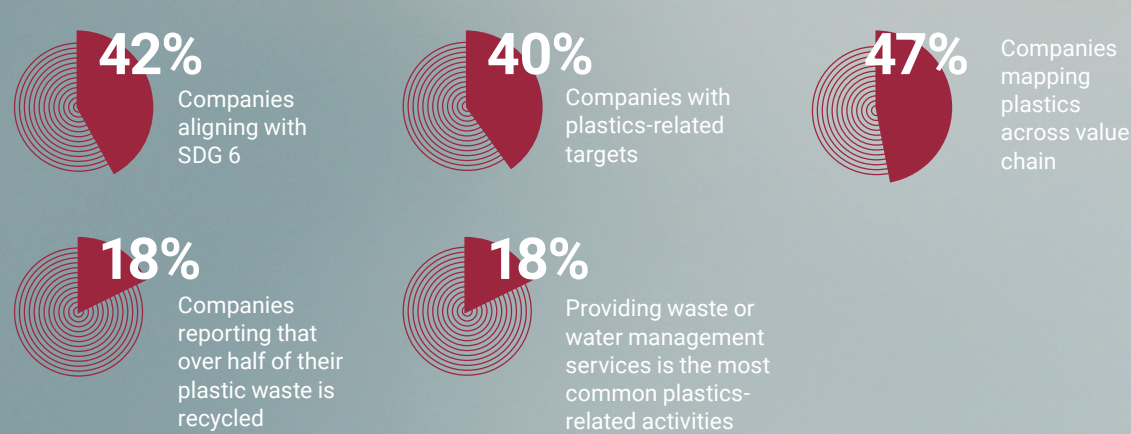 42%
Companies
aligning with
SDG 6
40%
Companies with
plastics-related
targets
47%
Companies
mapping
plastics
across value
chain
18%
Companies
reporting that
over half of their
plastic waste is
recycled
18%
Providing waste or
water management
services is the most
common plastics-
related activities